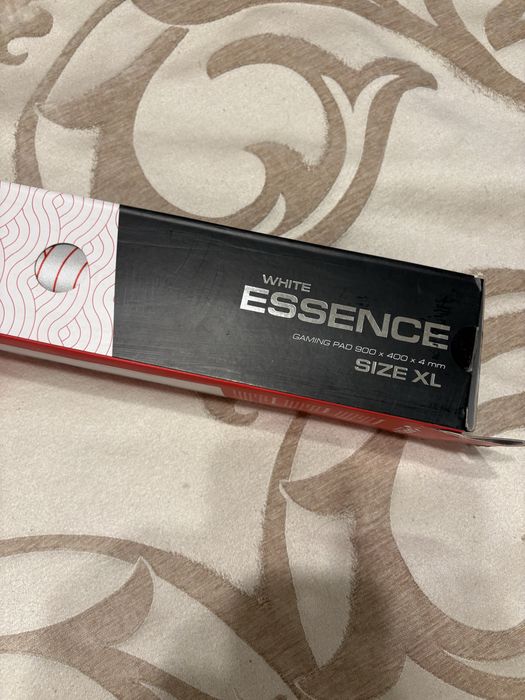 WHITE
ESSENCE
GAMING PAD 900 x 400 x 4 mm
SIZE XL